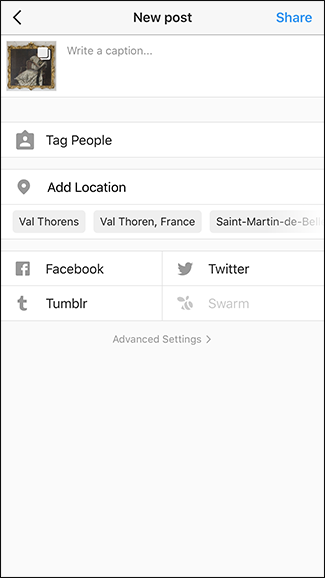 New post Share
Write a caption...
Tag People
Add Location
Val Thorens Val Thoren, France Saint-Martin-de-Bell
Facebook Twitter
Tumblr Swarm
Advanced Settings